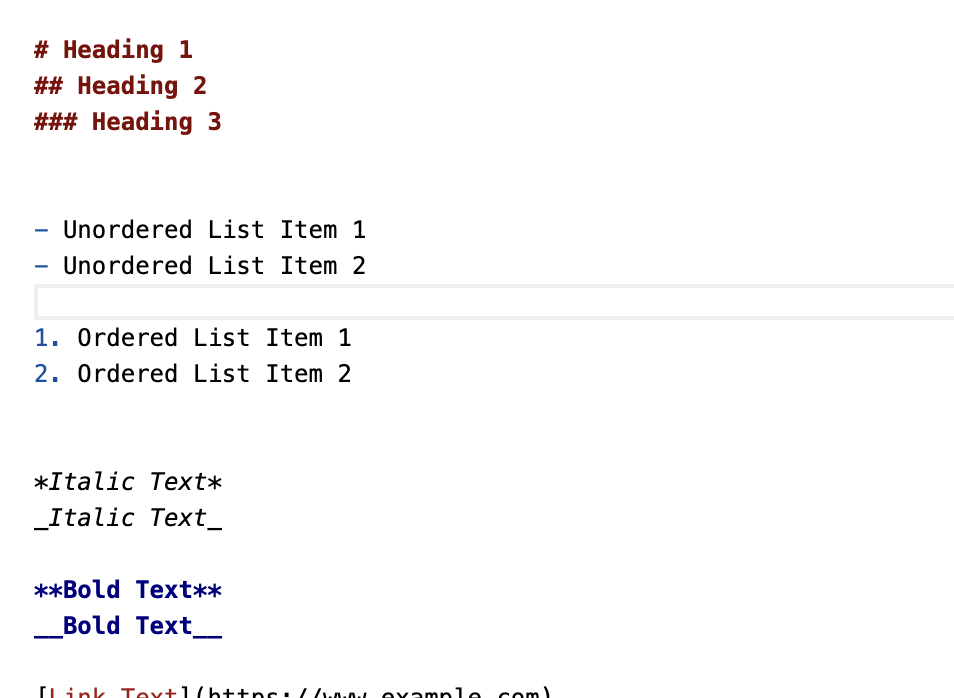 # Heading 1
## Heading 2
### Heading 3
- Unordered List Item 1
- Unordered List Item 2
1. Ordered List Item 1
2. Ordered List Item 2
*Italic Text*
_Italic Text_
**Bold Text**
__Bold Text__
[Link Text](https://www.example.com)